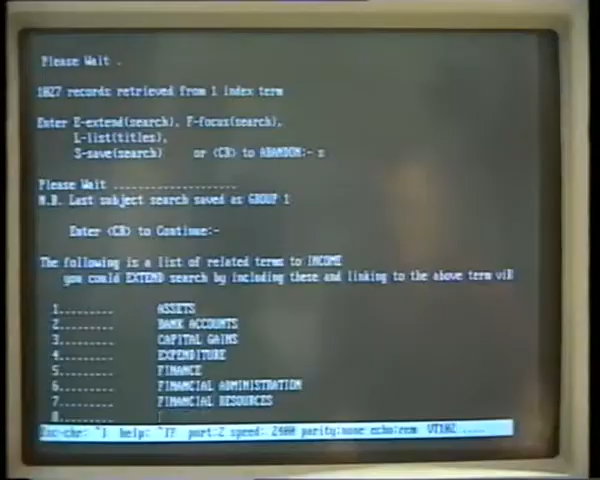 Please Wait .
1027 records retrieved from 1 index term
Enter E-extend(search), F-focus(search),
L-list(titles),
S-save(search) or <CR> to ABANDON:- s
Please Wait ....................
N.B. Last subject search saved as GROUP 1
Enter <CR> to Continue:-
The following is a list of related terms to INCOME
you could EXTEND search by including these and linking to the above term wi
1......... ASSETS
2......... BANK ACCOUNTS
3......... CAPITAL GAINS
4......... EXPENDITURE
5......... FINANCE
6......... FINANCIAL ADMINISTRATION
7......... FINANCIAL RESOURCES
8.........
Esc-chr: ^] help: ^]? port:2 speed: 2400 parity:none echo:rem VT102 ....